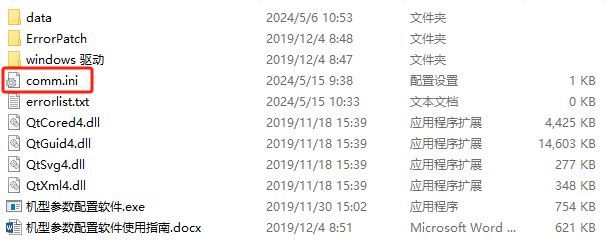 data 2024/5/6 10:53 文件夹
ErrorPatch 2019/12/4 8:48 文件夹
windows 驱动 2019/12/4 8:47 文件夹
comm.ini 2024/5/15 9:38 配置设置 1 KB
errorlist.txt 2024/5/15 10:33 文本文档 0 KB
QtCored4.dll 2019/11/18 15:39 应用程序扩展 4,425 KB
QtGuid4.dll 2019/11/18 15:39 应用程序扩展 14,603 KB
QtSvg4.dll 2019/11/18 15:39 应用程序扩展 277 KB
QtXml4.dll 2019/11/18 15:39 应用程序扩展 348 KB
机型参数配置软件.exe 2019/11/30 15:02 应用程序 754 KB
机型参数配置软件使用指南.docx 2019/12/4 8:51 Microsoft Word ... 621 KB